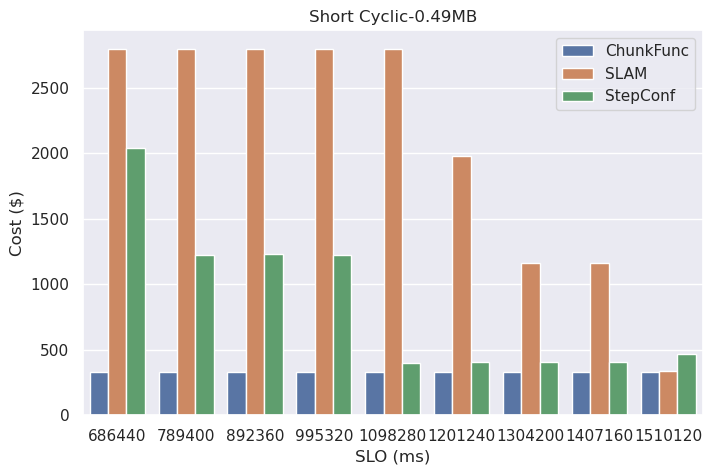 Short Cyclic-0.49MB
ChunkFunc
SLAM
StepConf
Cost ($)
2500
2000
1500
1000
500
0
686440 789400 892360 995320 1098280 1201240 1304200 1407160 1510120
SLO (ms)